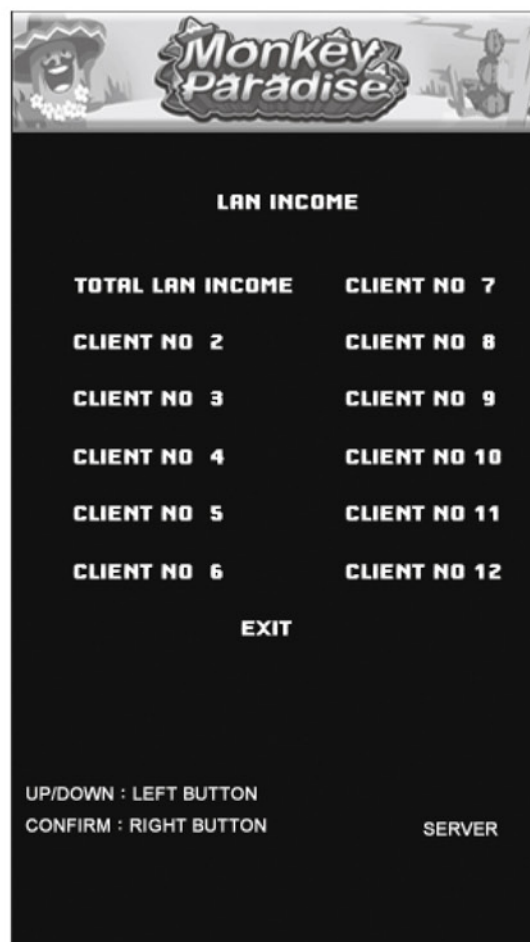 Monkey
Paradise
LAN INCOME
TOTAL LAN INCOME
CLIENT NO 2
CLIENT NO 3
CLIENT NO 4
CLIENT NO 5
CLIENT NO 6
CLIENT NO 7
CLIENT NO 8
CLIENT NO 9
CLIENT NO 10
CLIENT NO 11
CLIENT NO 12
EXIT
UP/DOWN : LEFT BUTTON
CONFIRM : RIGHT BUTTON
SERVER